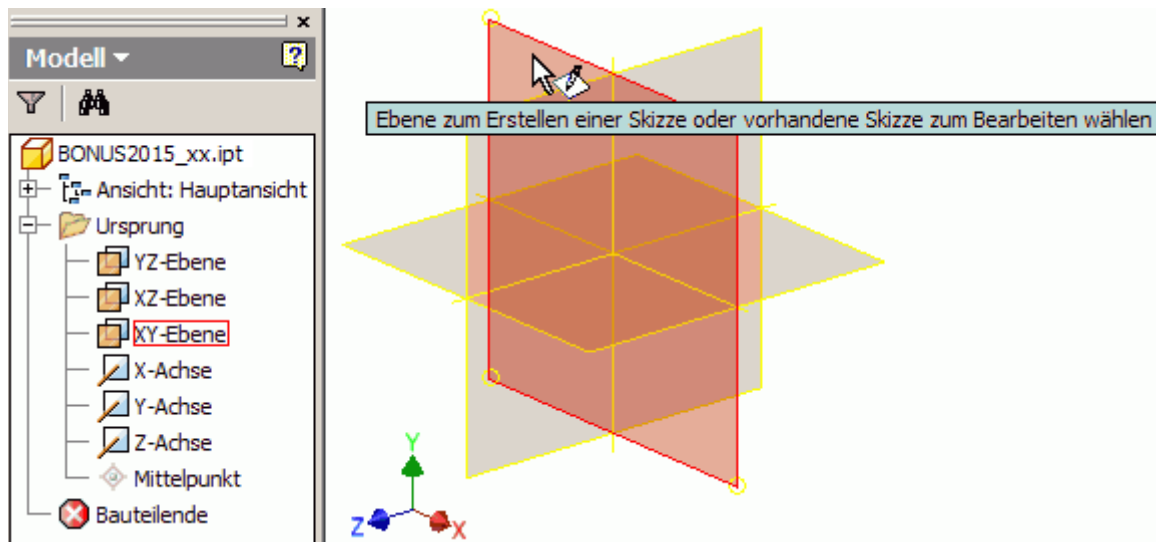 Modell
Ebene zum Erstellen einer Skizze oder vorhandene Skizze zum Bearbeiten wählen
BONUS2015_xx.ipt
Ansicht: Hauptansicht
Ursprung
YZ-Ebene
XZ-Ebene
XY-Ebene
X-Achse
Y-Achse
Z-Achse
Mittelpunkt
Bauteilende
Y
Z
X